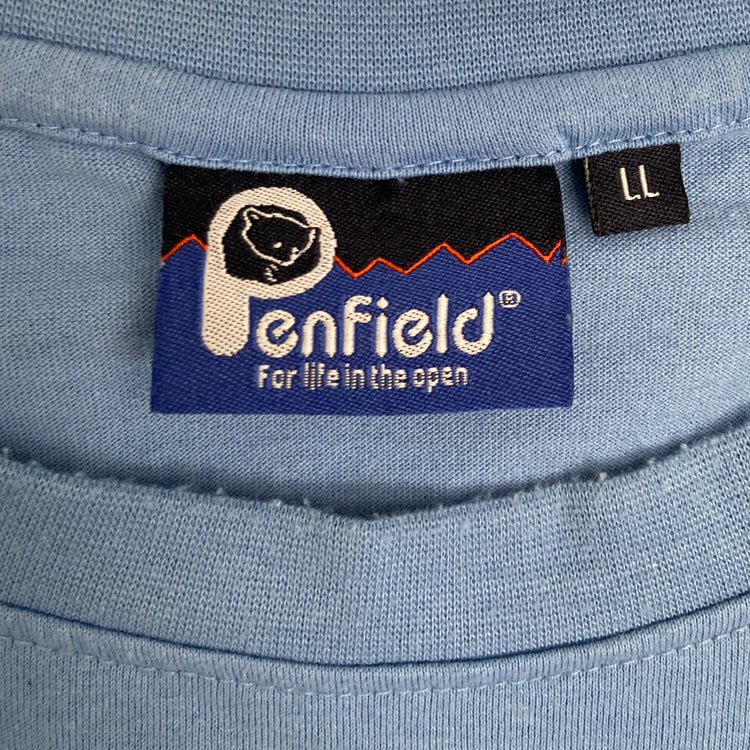 LL
Penfield®
For life in the open